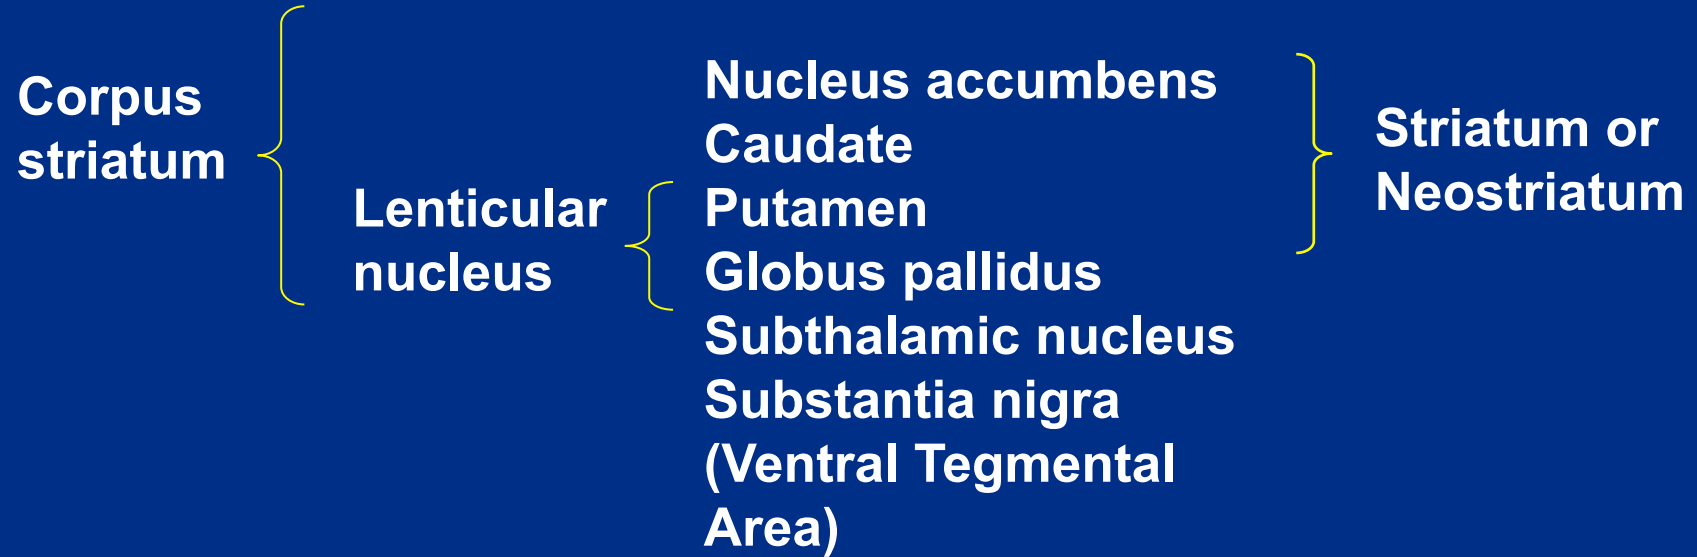 Corpus
striatum
Lenticular
nucleus
Nucleus accumbens
Caudate
Putamen
Globus pallidus
Subthalamic nucleus
Substantia nigra
(Ventral Tegmental
Area)
Striatum or
Neostriatum